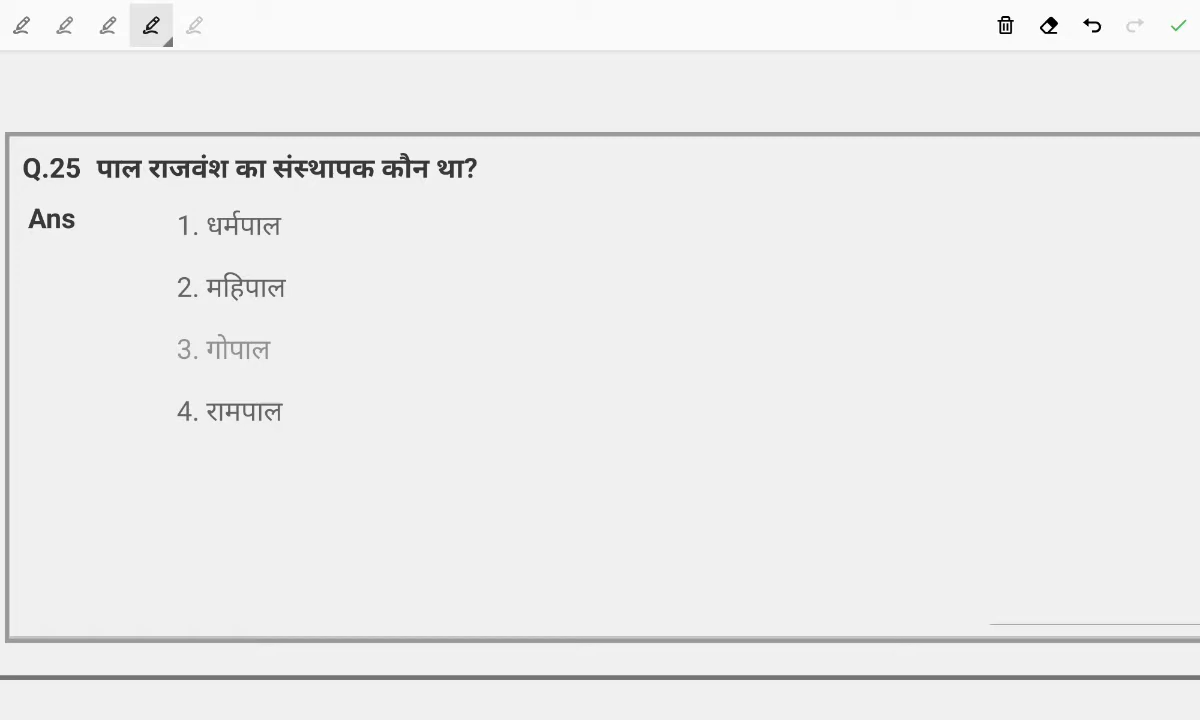 Q.25 पाल राजवंश का संस्थापक कौन था?
Ans 1. धर्मपाल
2. महिपाल
3. गोपाल
4. रामपाल